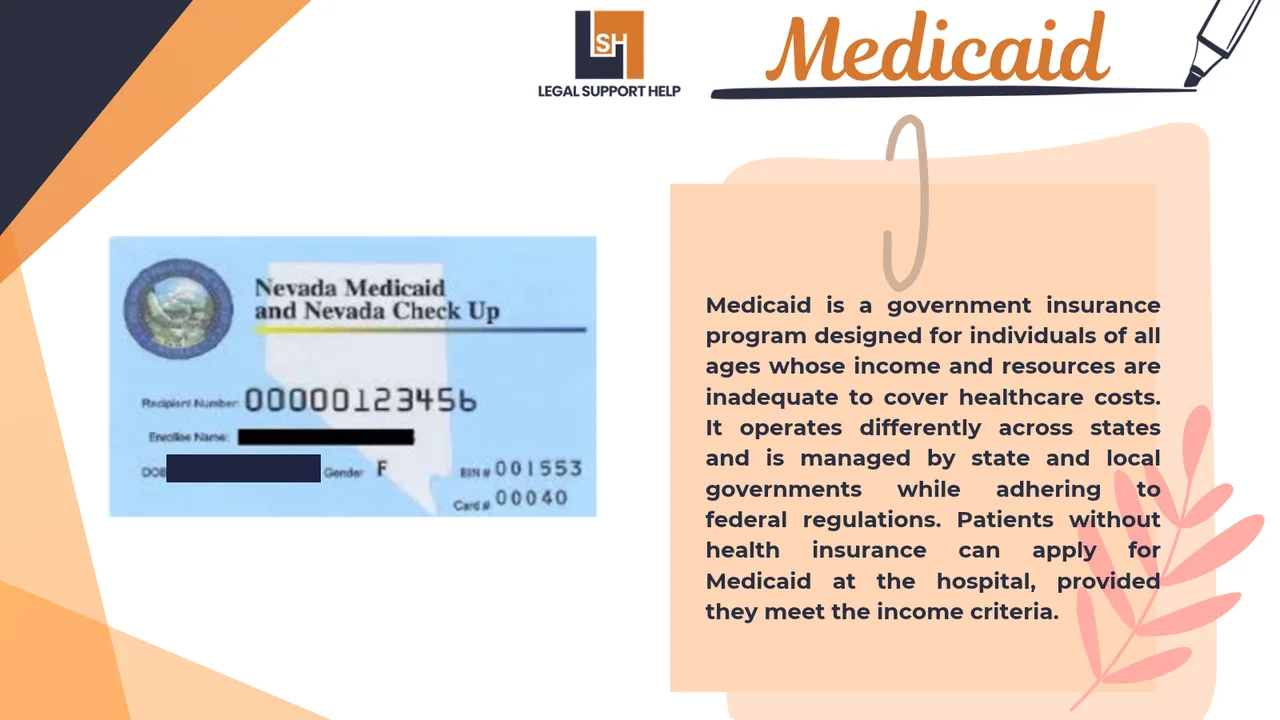 SH
LEGAL SUPPORT HELP
Medicaid
Nevada Medicaid
and Nevada Check Up
Recipient Number: 000000123456
Enrollee Name:
DOB Gender F BIN # 001553
Card # 00040
Medicaid is a government insurance
program designed for individuals of all
ages whose income and resources are
inadequate to cover healthcare costs.
It operates differently across states
and is managed by state and local
governments while adhering to
federal regulations. Patients without
health insurance can apply for
Medicaid at the hospital, provided
they meet the income criteria.